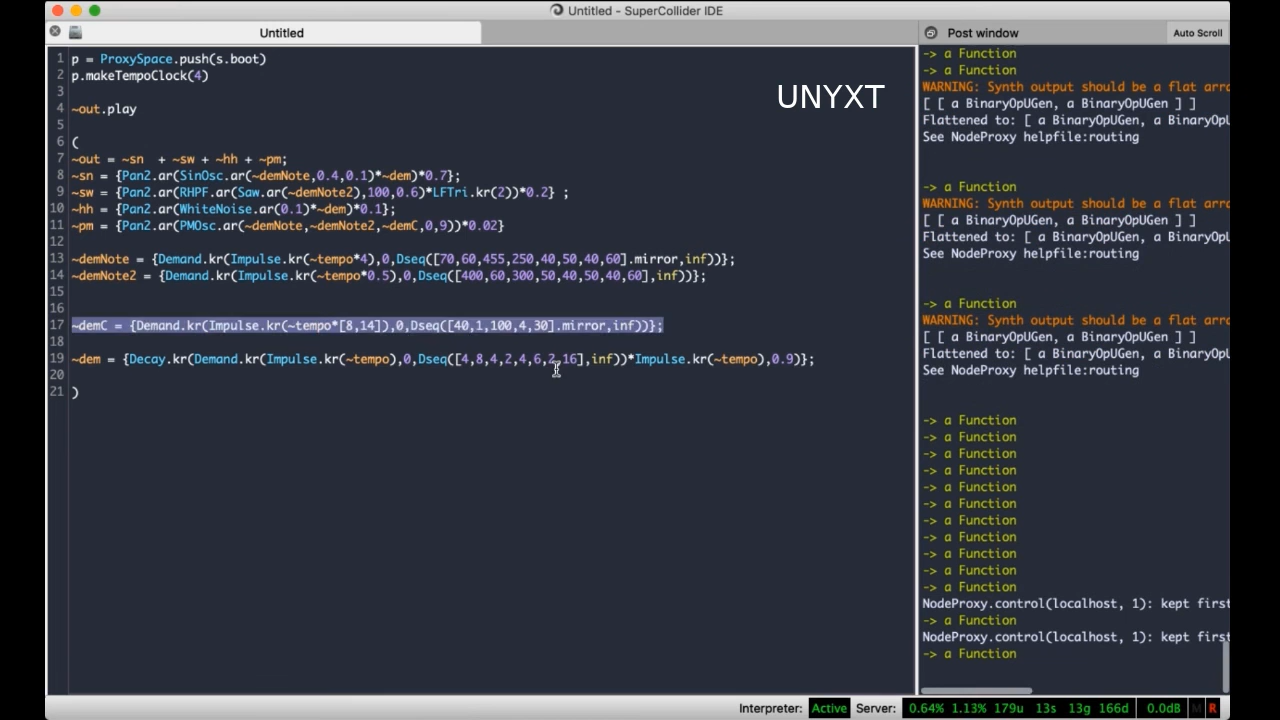 Untitled - SuperCollider IDE
Untitled
1 p = ProxySpace.push(s.boot)
2 p.makeTempoClock(4)
3
4 ~out.play
5
6 (
7 ~out = ~sn  + ~sw + ~hh + ~pm;
8 ~sn = {Pan2.ar(SinOsc.ar(~demNote,0.4,0.1)*~dem)*0.7};
9 ~sw = {Pan2.ar(RHPF.ar(Saw.ar(~demNote2),100,0.6)*LFTri.kr(2))*0.2} ;
10 ~hh = {Pan2.ar(WhiteNoise.ar(0.1)*~dem)*0.1};
11 ~pm = {Pan2.ar(PMOsc.ar(~demNote,~demNote2,~demC,0,9))*0.02}
12
13 ~demNote = {Demand.kr(Impulse.kr(~tempo*4),0,Dseq([70,60,455,250,40,50,40,60].mirror,inf))};
14 ~demNote2 = {Demand.kr(Impulse.kr(~tempo*0.5),0,Dseq([400,60,300,50,40,50,40,60],inf))};
15
16
17 ~demC = {Demand.kr(Impulse.kr(~tempo*[8,14]),0,Dseq([40,1,100,4,30].mirror,inf))};
18
19 ~dem = {Decay.kr(Demand.kr(Impulse.kr(~tempo),0,Dseq([4,8,4,2,4,6,2,16],inf))*Impulse.kr(~tempo),0.9)};
20
21 )
UNYXT
Post window
Auto Scroll
-> a Function
-> a Function
WARNING: Synth output should be a flat arra
[ [ a BinaryOpUGen, a BinaryOpUGen ] ]
Flattened to: [ a BinaryOpUGen, a BinaryOpU
See NodeProxy helpfile:routing
-> a Function
WARNING: Synth output should be a flat arra
[ [ a BinaryOpUGen, a BinaryOpUGen ] ]
Flattened to: [ a BinaryOpUGen, a BinaryOpU
See NodeProxy helpfile:routing
-> a Function
WARNING: Synth output should be a flat arra
[ [ a BinaryOpUGen, a BinaryOpUGen ] ]
Flattened to: [ a BinaryOpUGen, a BinaryOpU
See NodeProxy helpfile:routing
-> a Function
-> a Function
-> a Function
-> a Function
-> a Function
-> a Function
-> a Function
-> a Function
-> a Function
-> a Function
-> a Function
NodeProxy.control(localhost, 1): kept first
-> a Function
NodeProxy.control(localhost, 1): kept first
-> a Function
Interpreter: Active Server: 0.64% 1.13% 179u 13s 13g 166d 0.0dB M R